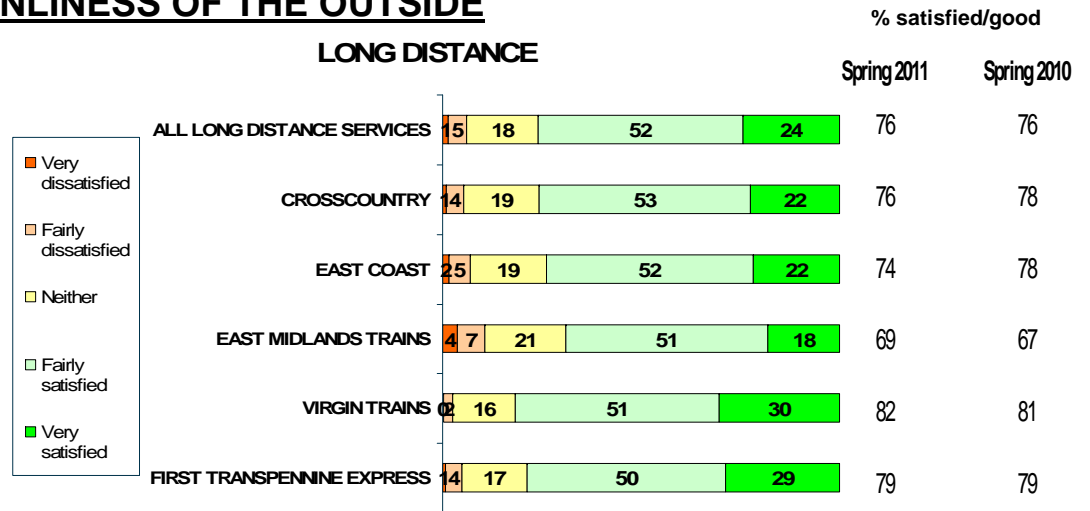 NLINESS OF THE OUTSIDE
% satisfied/good
LONG DISTANCE
Spring 2011 Spring 2010
ALL LONG DISTANCE SERVICES 1 5 18 52 24 76 76
Very
dissatisfied
CROSSCOUNTRY 1 4 19 53 22 76 78
Fairly
dissatisfied
EAST COAST 2 5 19 52 22 74 78
Neither
EAST MIDLANDS TRAINS 4 7 21 51 18 69 67
Fairly
satisfied
VIRGIN TRAINS 0 2 16 51 30 82 81
Very
satisfied
FIRST TRANSPENNINE EXPRESS 1 4 17 50 29 79 79